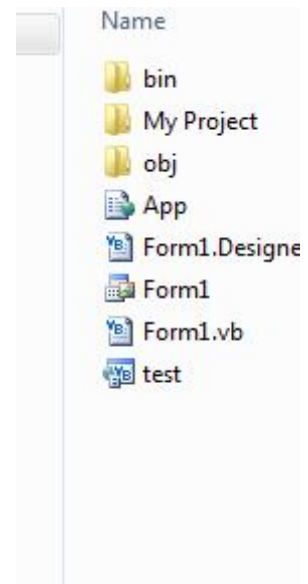 Name
bin
My Project
obj
App
Form1.Designe
Form1
Form1.vb
test